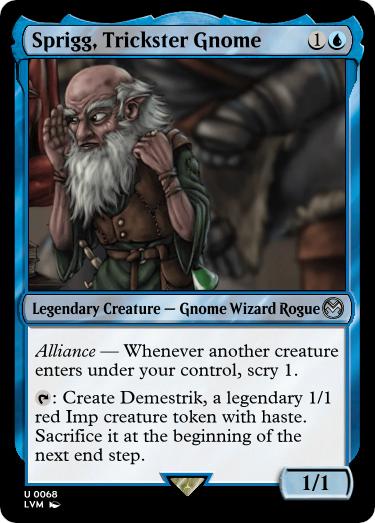 Sprigg, Trickster Gnome 1
Legendary Creature — Gnome Wizard Rogue
Alliance — Whenever another creature
enters under your control, scry 1.
: Create Demestrik, a legendary 1/1
red Imp creature token with haste.
Sacrifice it at the beginning of the
next end step.
1/1
U 0068
LVM